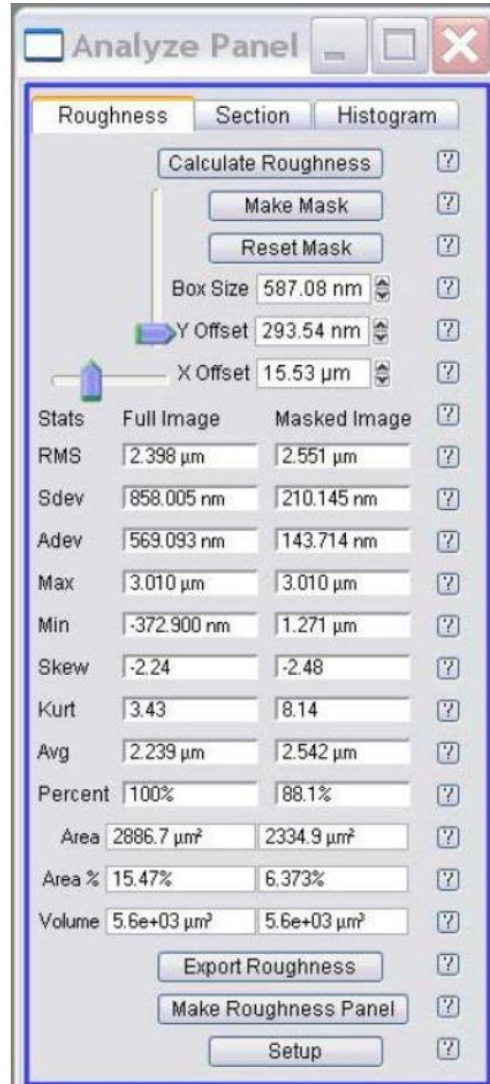 Analyze Panel
Roughness Section Histogram
Calculate Roughness ?
Make Mask ?
Reset Mask ?
Box Size 587.08 nm ?
Y Offset 293.54 nm ?
X Offset 15.53 µm ?
Stats Full Image Masked Image ?
RMS 2.398 µm 2.551 µm ?
Sdev 858.005 nm 210.145 nm ?
Adev 569.093 nm 143.714 nm ?
Max 3.010 µm 3.010 µm ?
Min -372.900 nm 1.271 µm ?
Skew -2.24 -2.48 ?
Kurt 3.43 8.14 ?
Avg 2.239 µm 2.542 µm ?
Percent 100% 88.1% ?
Area 2886.7 µm² 2334.9 µm² ?
Area % 15.47% 6.373% ?
Volume 5.6e+03 µm³ 5.6e+03 µm³ ?
Export Roughness ?
Make Roughness Panel ?
Setup ?